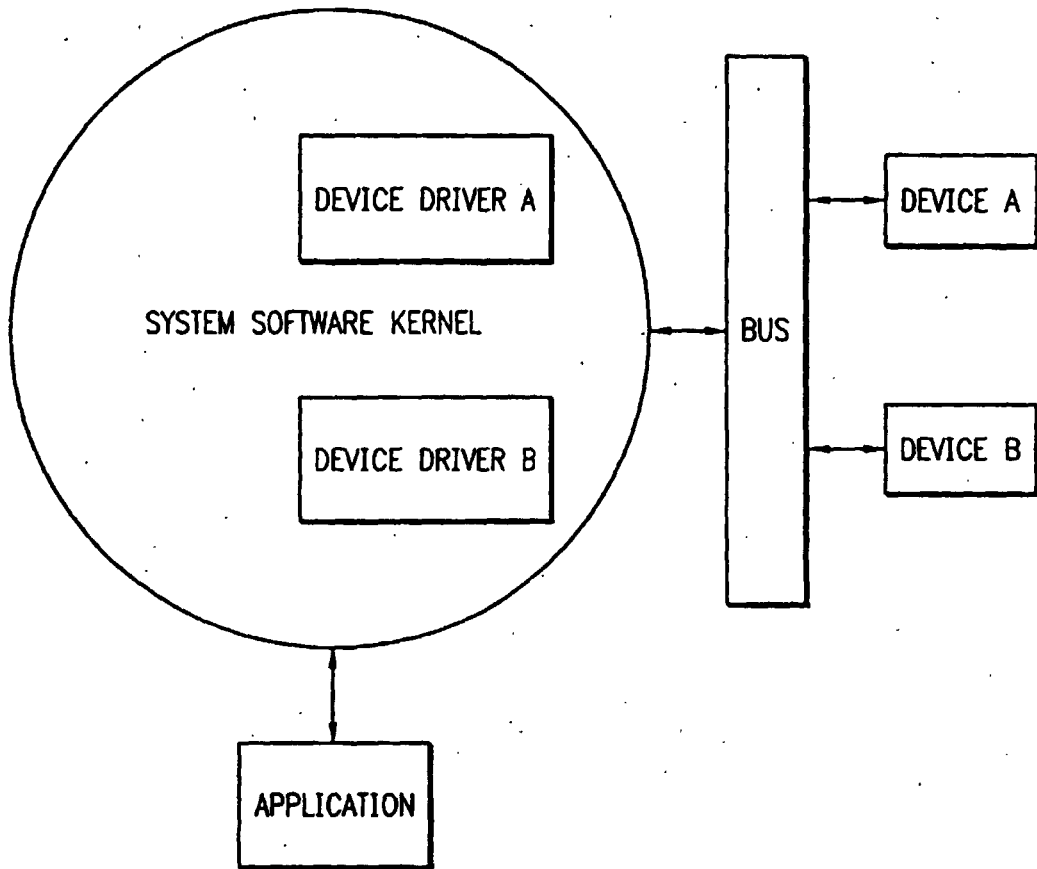 DEVICE DRIVER A
DEVICE A
SYSTEM SOFTWARE KERNEL
BUS
DEVICE DRIVER B
DEVICE B
APPLICATION